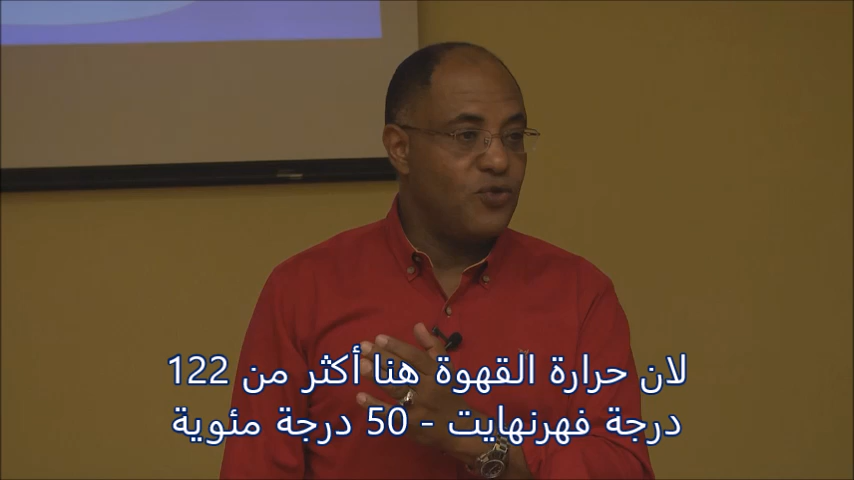 لان حرارة القهوة هنا أكثر من 122
درجة فهرنهايت - 50 درجة مئوية